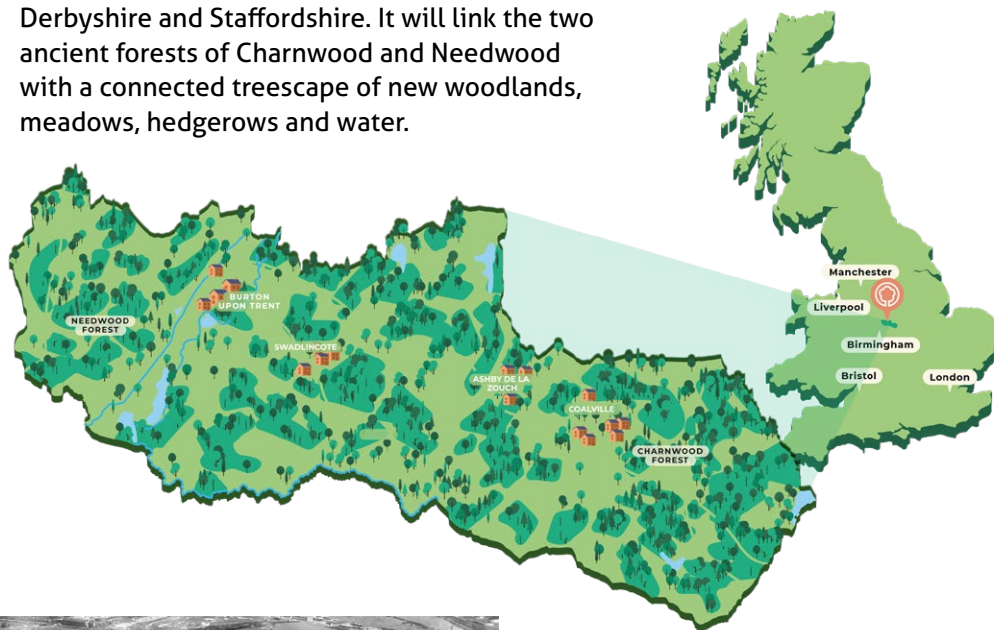 Derbyshire and Staffordshire. It will link the two
ancient forests of Charnwood and Needwood
with a connected treescape of new woodlands,
meadows, hedgerows and water.
Manchester
Liverpool
Birmingham
Bristol
London
BURTON
UPON TRENT
NEEDWOOD
FOREST
SWADLINCOTE
ASHBY DE LA
ZOUCH
COALVILLE
CHARNWOOD
FOREST